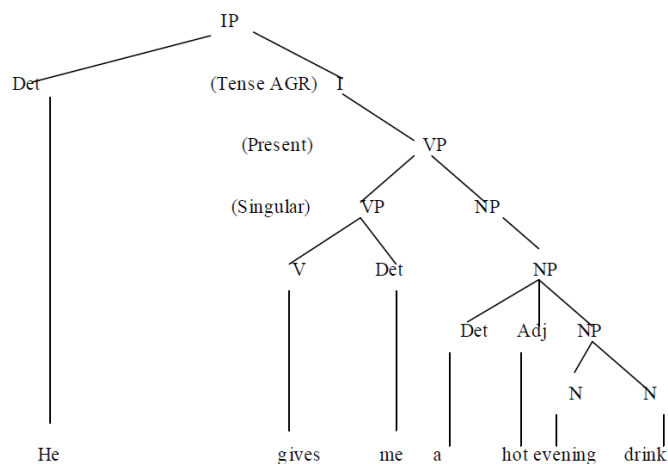 IP
Det (Tense AGR) I
(Present) VP
(Singular) VP NP
V Det NP
Det Adj NP
N N
He gives me a hot evening drink